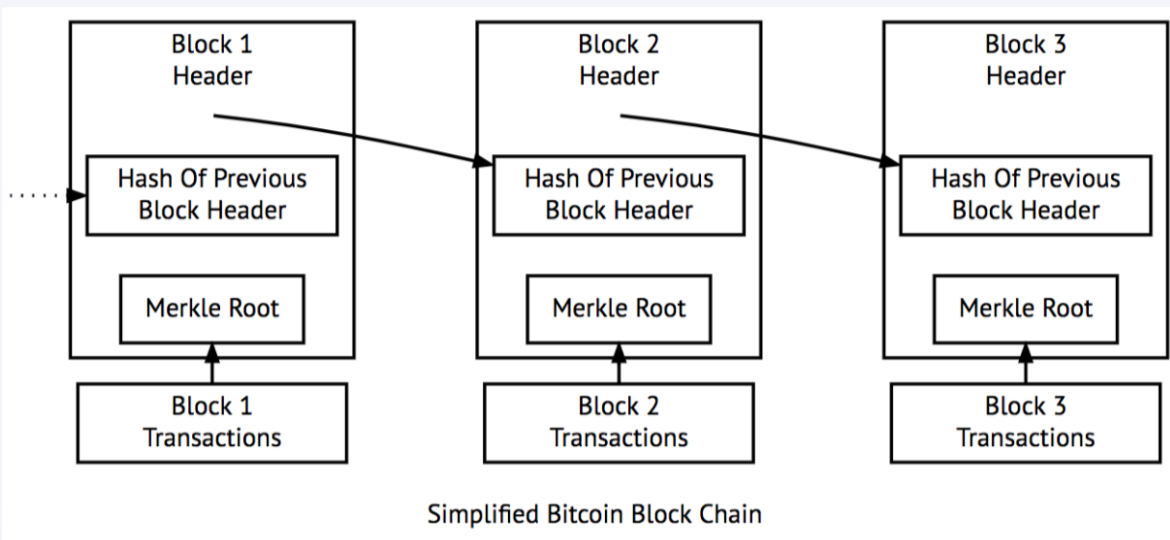 Block 1
Header
Hash Of Previous
Block Header
Merkle Root
Block 1
Transactions
Block 2
Header
Hash Of Previous
Block Header
Merkle Root
Block 2
Transactions
Block 3
Header
Hash Of Previous
Block Header
Merkle Root
Block 3
Transactions
Simplified Bitcoin Block Chain